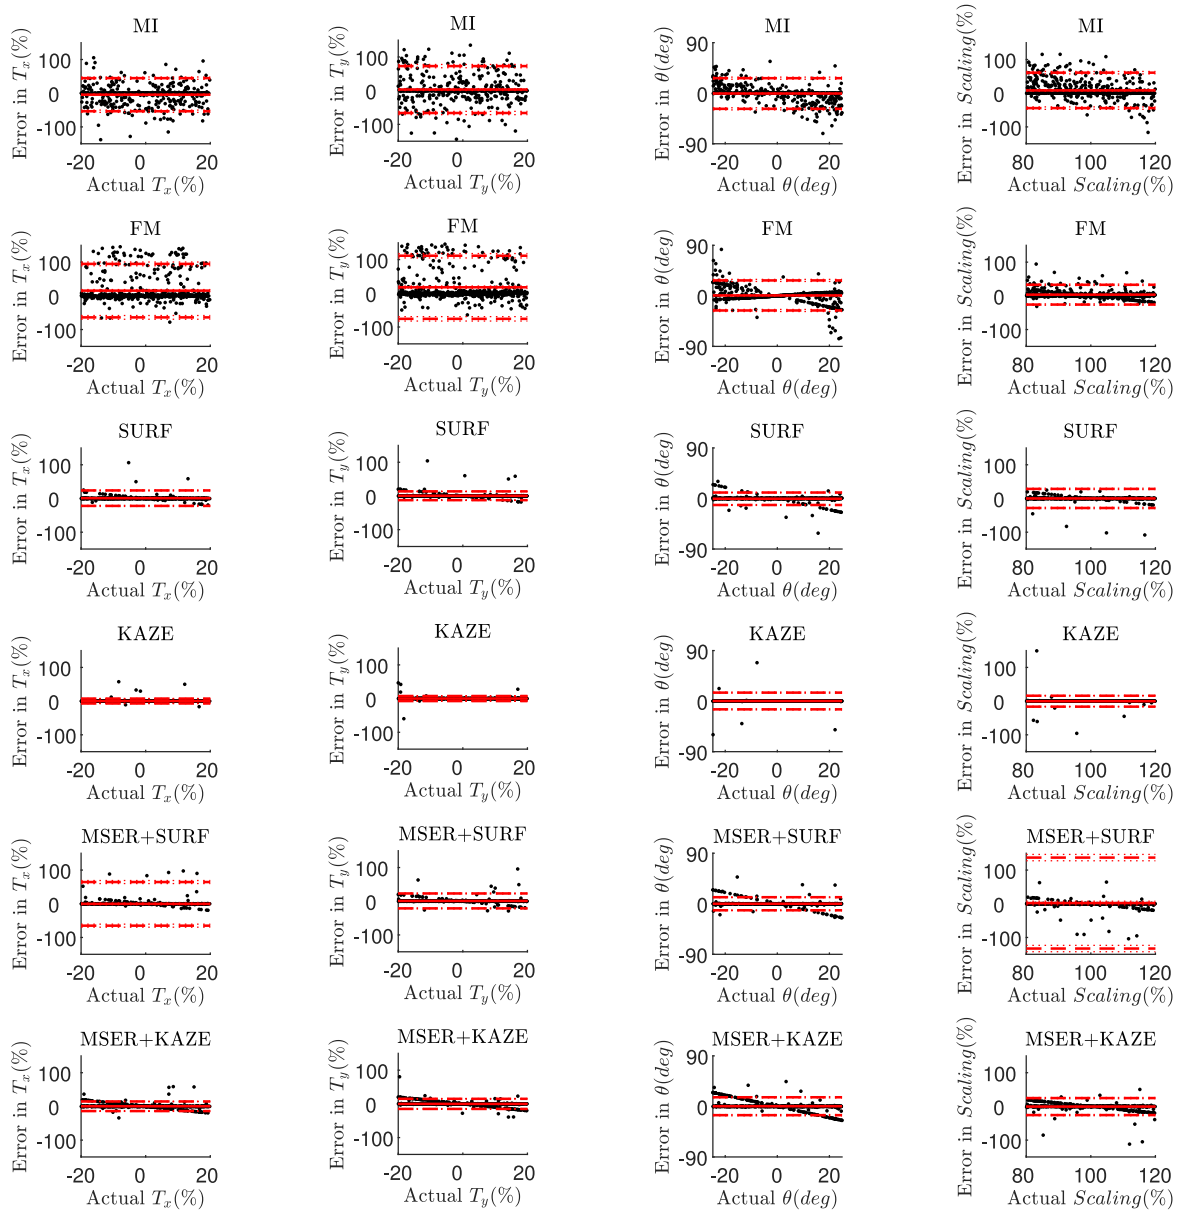 MI
Error in T_x(%)
100
0
-100
-20 0 20
Actual T_x(%)
MI
Error in T_y(%)
100
0
-100
-20 0 20
Actual T_y(%)
MI
Error in θ(deg)
90
0
-90
-20 0 20
Actual θ(deg)
MI
Error in Scaling(%)
100
0
-100
80 100 120
Actual Scaling(%)
FM
Error in T_x(%)
100
0
-100
-20 0 20
Actual T_x(%)
FM
Error in T_y(%)
100
0
-100
-20 0 20
Actual T_y(%)
FM
Error in θ(deg)
90
0
-90
-20 0 20
Actual θ(deg)
FM
Error in Scaling(%)
100
0
-100
80 100 120
Actual Scaling(%)
SURF
Error in T_x(%)
100
0
-100
-20 0 20
Actual T_x(%)
SURF
Error in T_y(%)
100
0
-100
-20 0 20
Actual T_y(%)
SURF
Error in θ(deg)
90
0
-90
-20 0 20
Actual θ(deg)
SURF
Error in Scaling(%)
100
0
-100
80 100 120
Actual Scaling(%)
KAZE
Error in T_x(%)
100
0
-100
-20 0 20
Actual T_x(%)
KAZE
Error in T_y(%)
100
0
-100
-20 0 20
Actual T_y(%)
KAZE
Error in θ(deg)
90
0
-90
-20 0 20
Actual θ(deg)
KAZE
Error in Scaling(%)
100
0
-100
80 100 120
Actual Scaling(%)
MSER+SURF
Error in T_x(%)
100
0
-100
-20 0 20
Actual T_x(%)
MSER+SURF
Error in T_y(%)
100
0
-100
-20 0 20
Actual T_y(%)
MSER+SURF
Error in θ(deg)
90
0
-90
-20 0 20
Actual θ(deg)
MSER+SURF
Error in Scaling(%)
100
0
-100
80 100 120
Actual Scaling(%)
MSER+KAZE
Error in T_x(%)
100
0
-100
-20 0 20
Actual T_x(%)
MSER+KAZE
Error in T_y(%)
100
0
-100
-20 0 20
Actual T_y(%)
MSER+KAZE
Error in θ(deg)
90
0
-90
-20 0 20
Actual θ(deg)
MSER+KAZE
Error in Scaling(%)
100
0
-100
80 100 120
Actual Scaling(%)